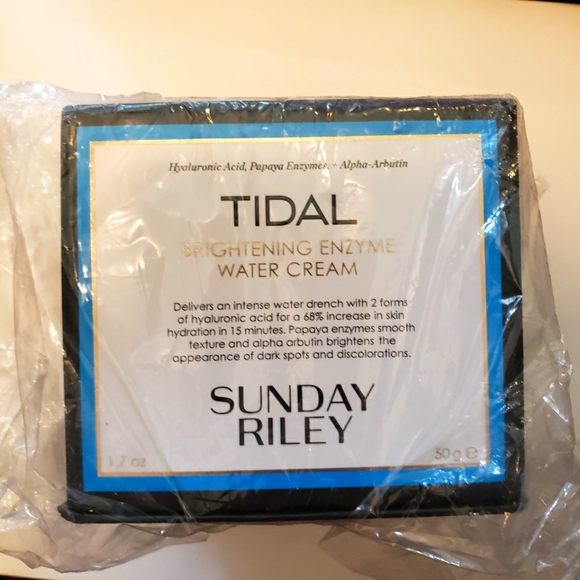 Hyaluronic Acid, Papaya Enzymes, + Alpha-Arbutin
TIDAL
BRIGHTENING ENZYME
WATER CREAM
Delivers an intense water drench with 2 forms
of hyaluronic acid for a 68% increase in skin
hydration in 15 minutes. Papaya enzymes smooth
texture and alpha arbutin brightens the
appearance of dark spots and discolorations.
SUNDAY
RILEY
1.7 oz
50 g ℮